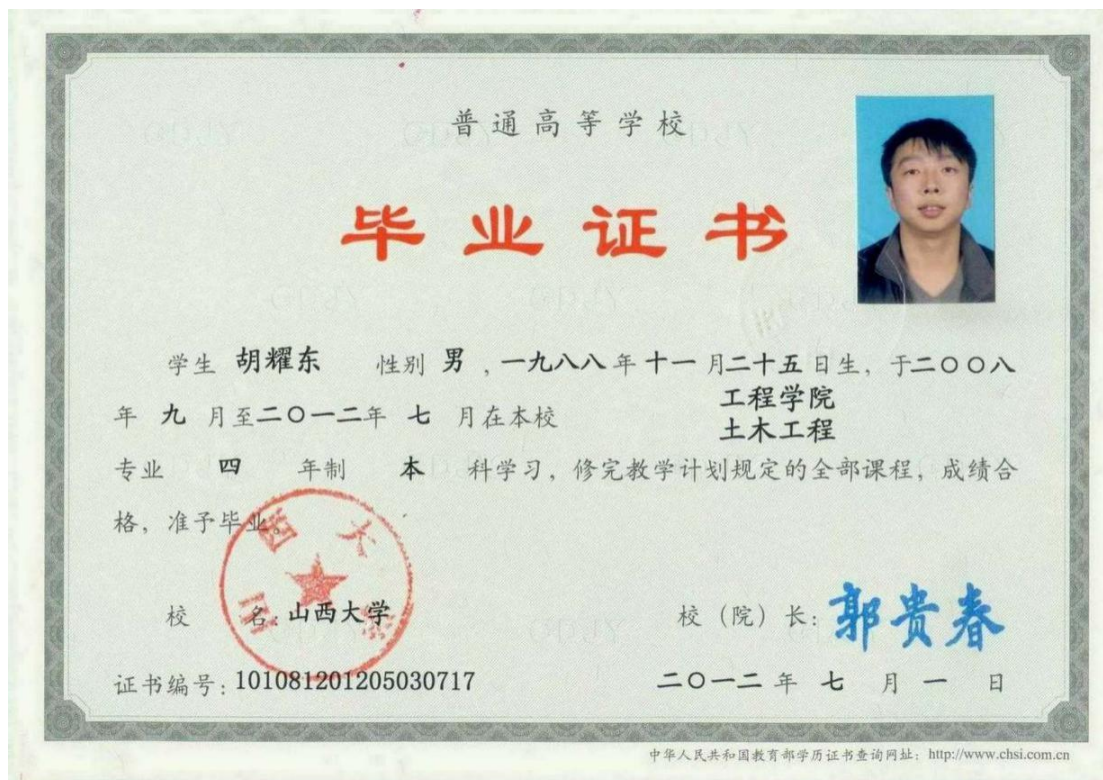 普通高等学校
毕业证书
学生 胡耀东 性别 男，一九八八年十一月二十五日生，于二〇〇八
年 九 月至二〇一二年 七 月在本校 工程学院
土木工程
专业 四 年制 本 科学习，修完教学计划规定的全部课程，成绩合
格，准予毕业。
山西大学
校 名：山西大学 校（院）长：郭贵春
证书编号：101081201205030717 二〇一二年 七 月 一 日
中华人民共和国教育部学历证书查询网址：http://www.chsi.com.cn